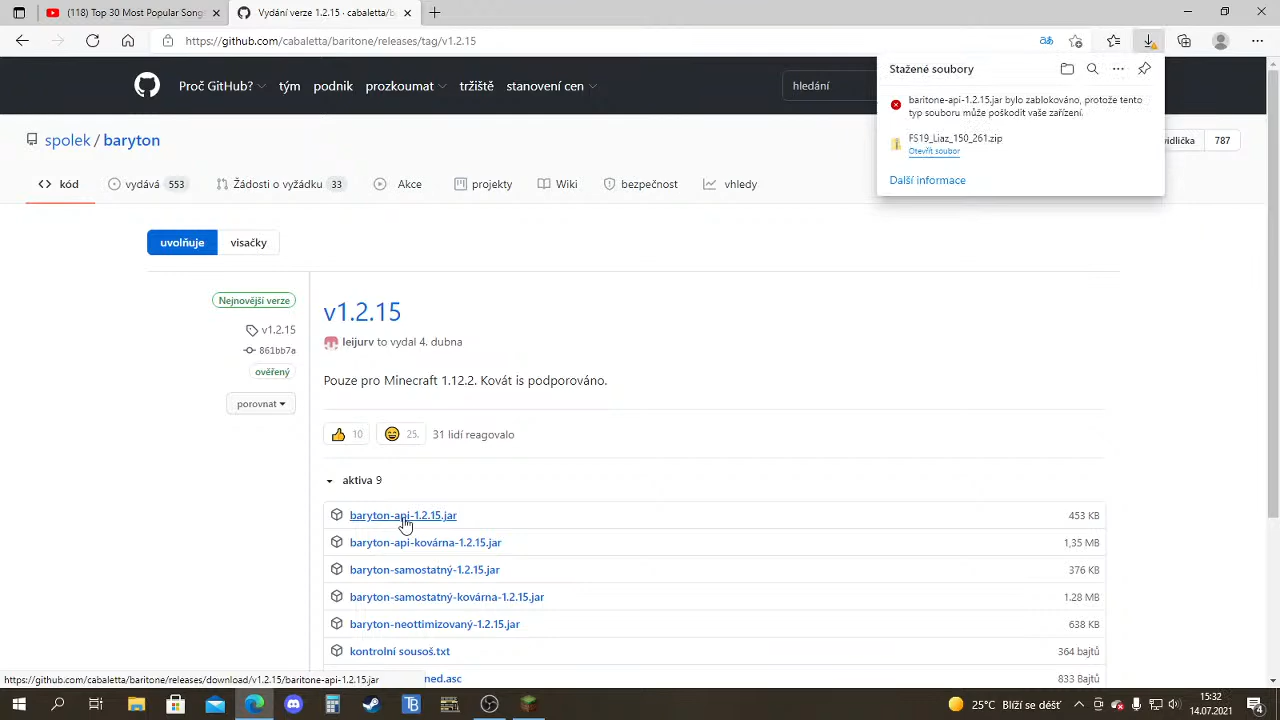 (118) Top 30 Most Popular Song
Vydání verze 1.2.15 · cabaletta/b
https://github.com/cabaletta/baritone/releases/tag/v1.2.15
Proč GitHub?
tým
podnik
prozkoumat
tržiště
stanovení cen
hledání
Stažené soubory
baritone-api-1.2.15.jar bylo zablokováno, protože tento
typ souboru může poškodit vaše zařízení.
FS19_Liaz_150_261.zip
Otevřít soubor
Další informace
spolek / baryton
vidlička
787
kód
vydává 553
Žádosti o vyžádku 33
Akce
projekty
Wiki
bezpečnost
vhledy
uvolňuje
visačky
Nejnovější verze
v1.2.15
861bb7a
ověřený
porovnat
v1.2.15
leijurv to vydal 4. dubna
Pouze pro Minecraft 1.12.2. Kovát is podporováno.
10
25.
31 lidí reagovalo
aktiva 9
baryton-api-1.2.15.jar
453 KB
baryton-api-kovárna-1.2.15.jar
1,35 MB
baryton-samostatný-1.2.15.jar
376 KB
baryton-samostatný-kovárna-1.2.15.jar
1.28 MB
baryton-neottimizovaný-1.2.15.jar
638 KB
kontrolní sousoš.txt
364 bajtů
ned.asc
833 Bajtů
https://github.com/cabaletta/baritone/releases/download/v1.2.15/baritone-api-1.2.15.jar
25°C Blíží se déšť
15:32
14.07.2021
4